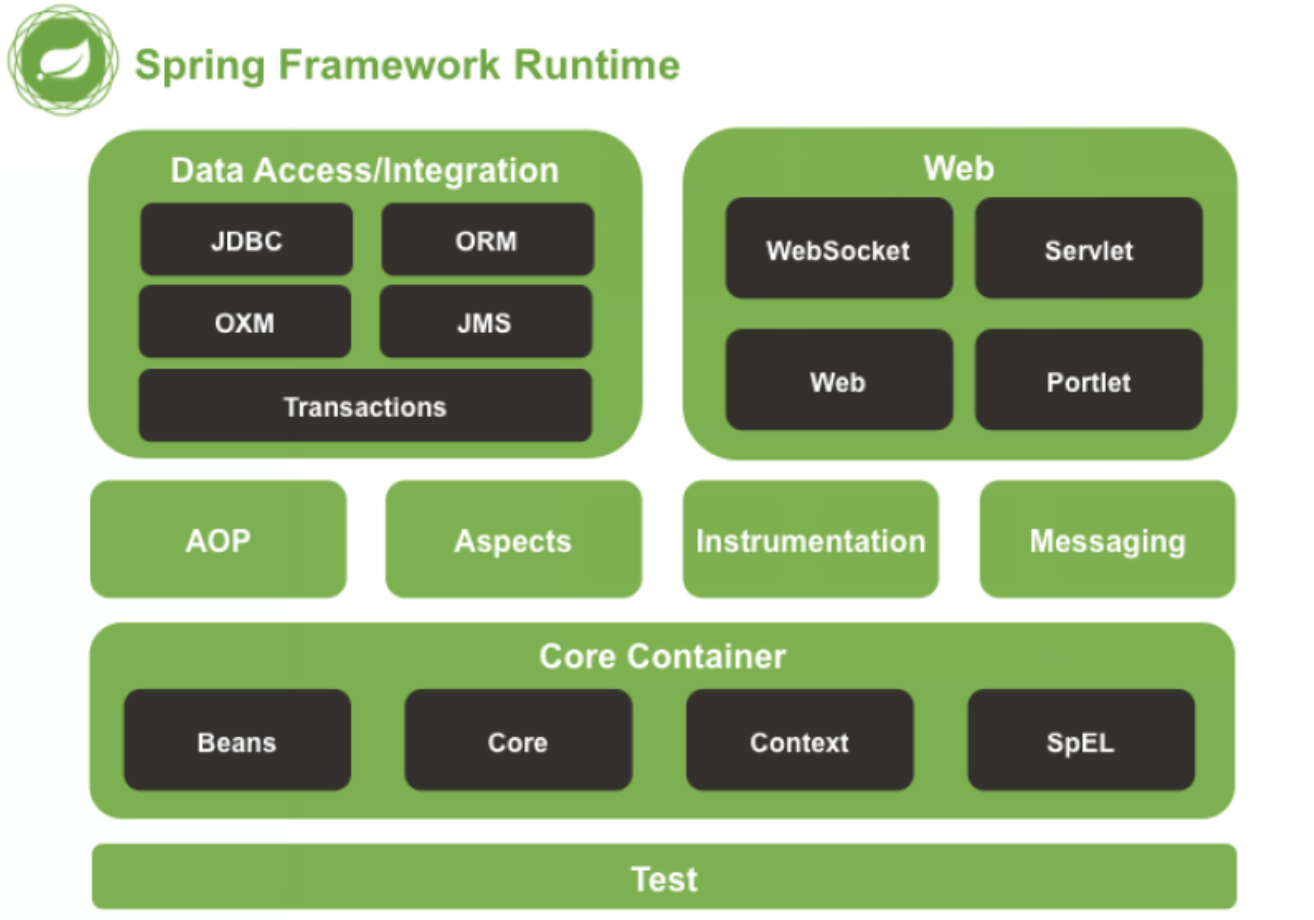 Spring Framework Runtime
Data Access/Integration
JDBC
ORM
OXM
JMS
Transactions
Web
WebSocket
Servlet
Web
Portlet
AOP
Aspects
Instrumentation
Messaging
Core Container
Beans
Core
Context
SpEL
Test